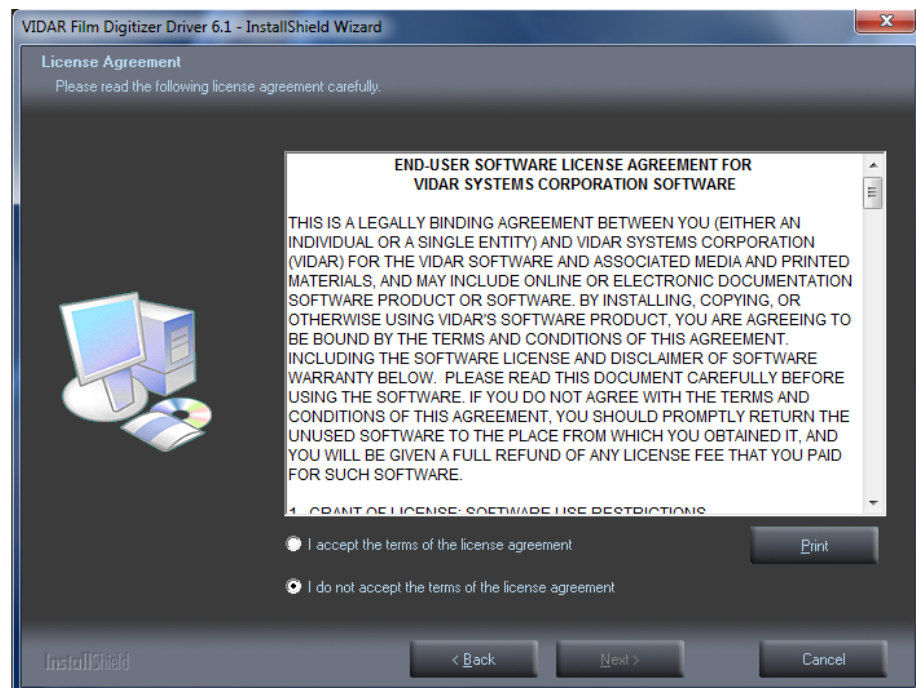 VIDAR Film Digitizer Driver 6.1 - InstallShield Wizard
License Agreement
Please read the following license agreement carefully.
END-USER SOFTWARE LICENSE AGREEMENT FOR
VIDAR SYSTEMS CORPORATION SOFTWARE
THIS IS A LEGALLY BINDING AGREEMENT BETWEEN YOU (EITHER AN
INDIVIDUAL OR A SINGLE ENTITY) AND VIDAR SYSTEMS CORPORATION
(VIDAR) FOR THE VIDAR SOFTWARE AND ASSOCIATED MEDIA AND PRINTED
MATERIALS, AND MAY INCLUDE ONLINE OR ELECTRONIC DOCUMENTATION
SOFTWARE PRODUCT OR SOFTWARE. BY INSTALLING, COPYING, OR
OTHERWISE USING VIDAR'S SOFTWARE PRODUCT, YOU ARE AGREEING TO
BE BOUND BY THE TERMS AND CONDITIONS OF THIS AGREEMENT.
INCLUDING THE SOFTWARE LICENSE AND DISCLAIMER OF SOFTWARE
WARRANTY BELOW.  PLEASE READ THIS DOCUMENT CAREFULLY BEFORE
USING THE SOFTWARE. IF YOU DO NOT AGREE WITH THE TERMS AND
CONDITIONS OF THIS AGREEMENT, YOU SHOULD PROMPTLY RETURN THE
UNUSED SOFTWARE TO THE PLACE FROM WHICH YOU OBTAINED IT, AND
YOU WILL BE GIVEN A FULL REFUND OF ANY LICENSE FEE THAT YOU PAID
FOR SUCH SOFTWARE.
1. GRANT OF LICENSE; SOFTWARE USE RESTRICTIONS
I accept the terms of the license agreement
Print
I do not accept the terms of the license agreement
InstallShield
< Back
Next >
Cancel